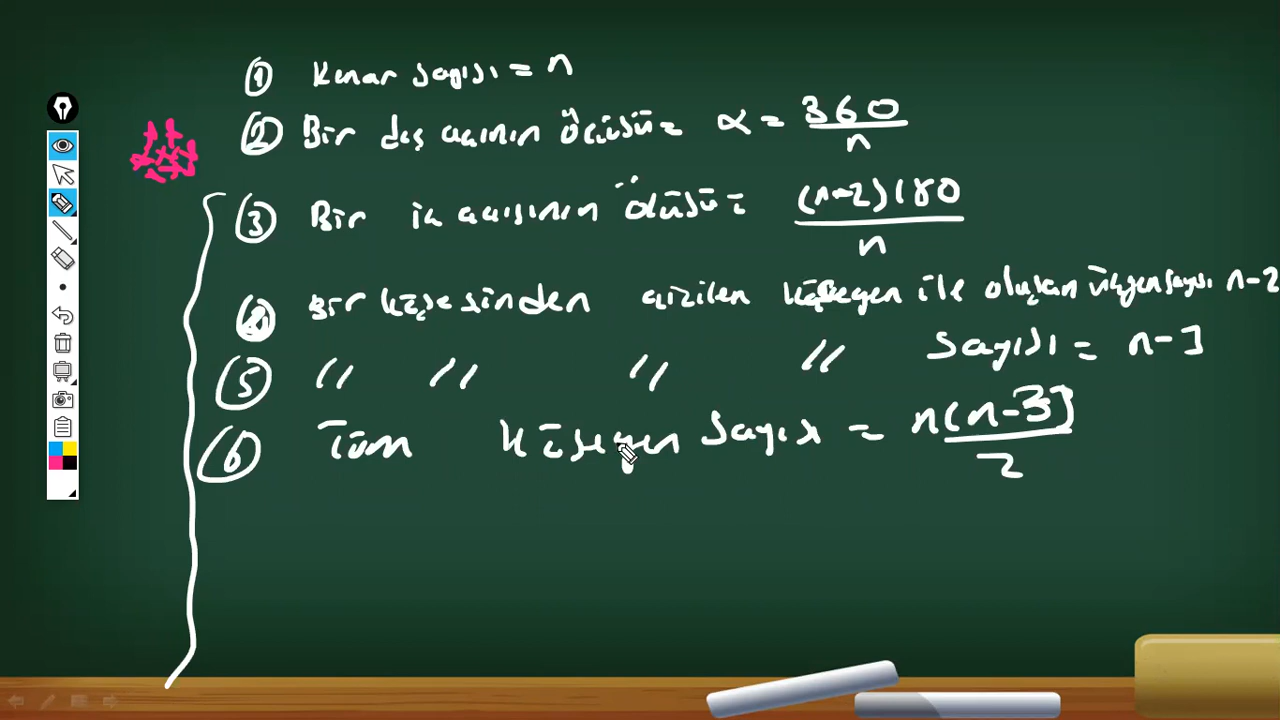 ① Kenar sayısı = n
② Bir dış açının ölçüsü = α = 360/n
③ Bir iç açısının ölçüsü = (n-2)180/n
④ Bir köşesinden çizilen köşegen ile oluşan üçgen sayısı n-2
⑤ " " " " sayısı = n-3
⑥ Tüm köşegen sayısı = n(n-3)/2